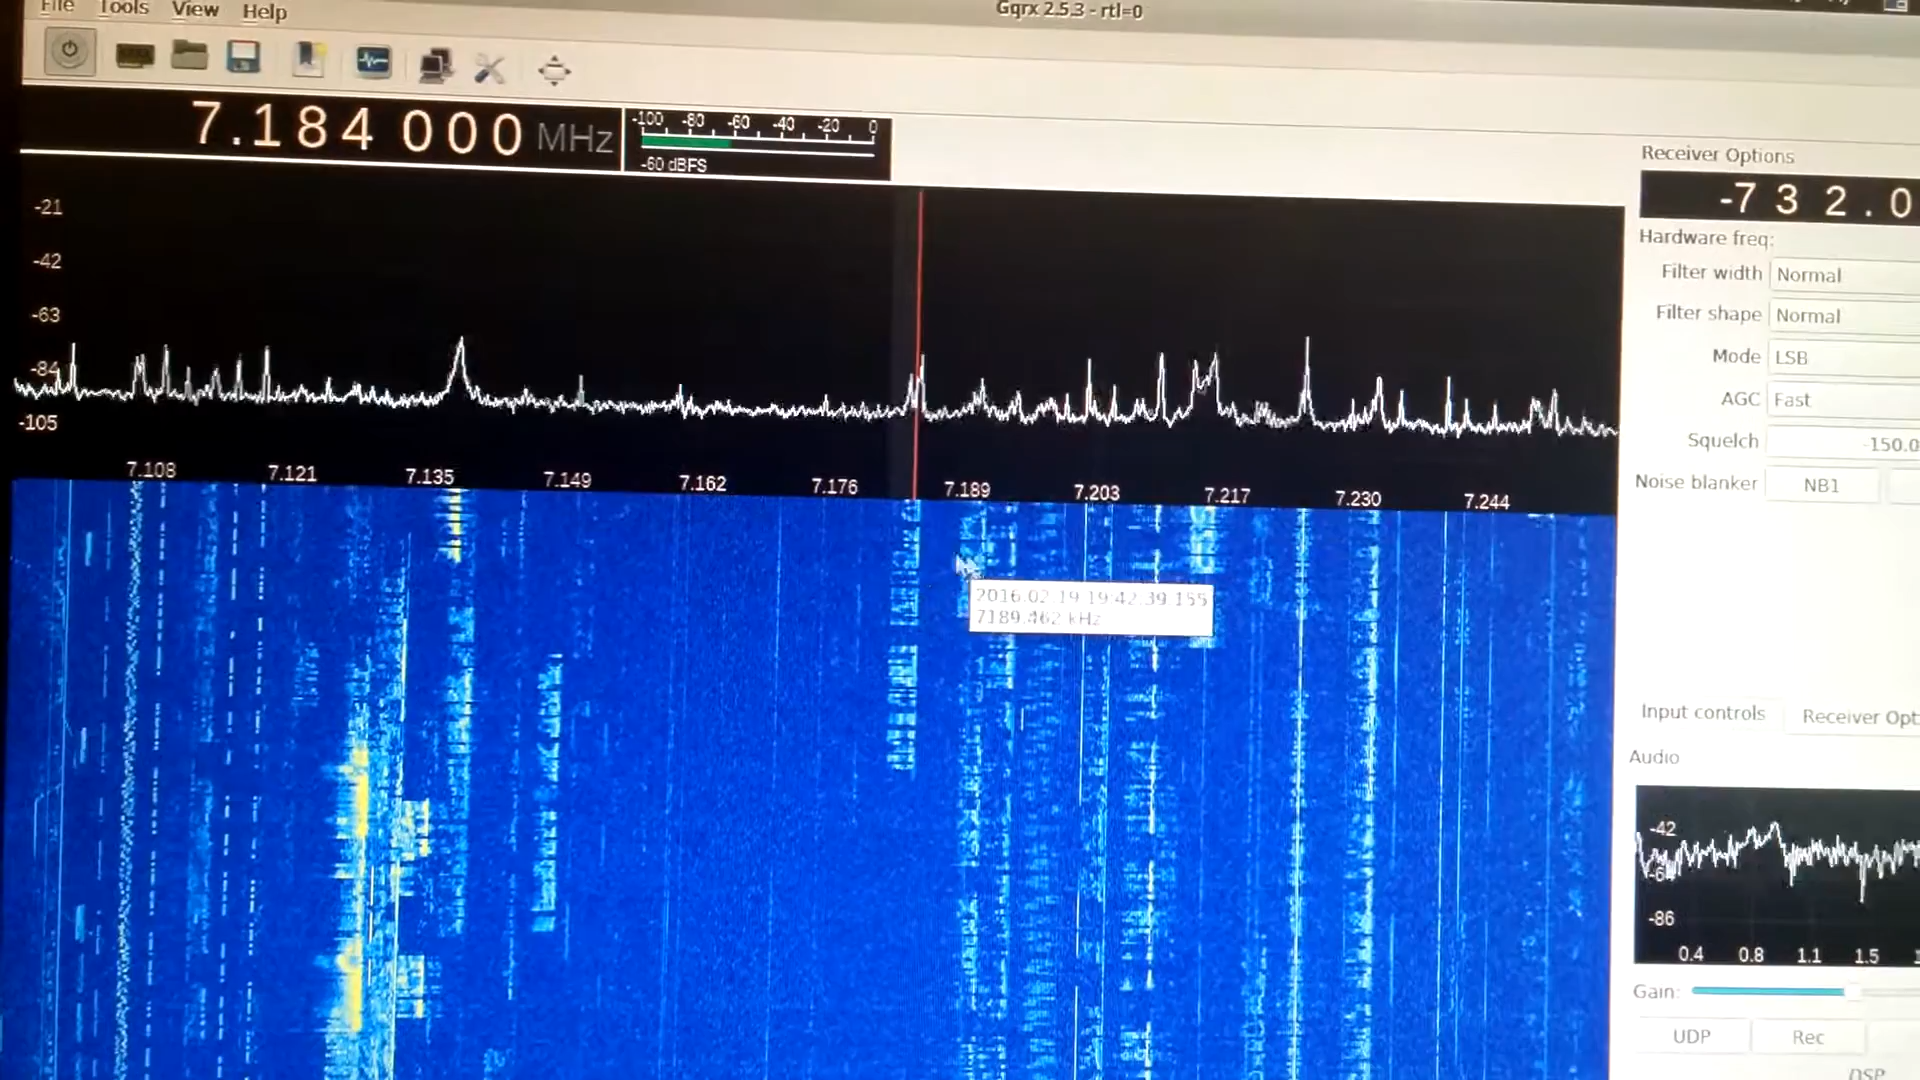 Gqrx 2.5.3 - rtl=0
File Tools View Help
7.184 000 MHz
-100 -80 -60 -40 -20 0
-60 dBFS
-21
-42
-63
-84
-105
7.108 7.121 7.135 7.149 7.162 7.176 7.189 7.203 7.217 7.230 7.244
2016.02.19 19:42:39.155
7189.462 kHz
Receiver Options
-732.0
Hardware freq:
Filter width Normal
Filter shape Normal
Mode LSB
AGC Fast
Squelch -150.0
Noise blanker NB1
Input controls Receiver Opt
Audio
-42
-64
-86
0.4 0.8 1.1 1.5
Gain:
UDP Rec
DSP